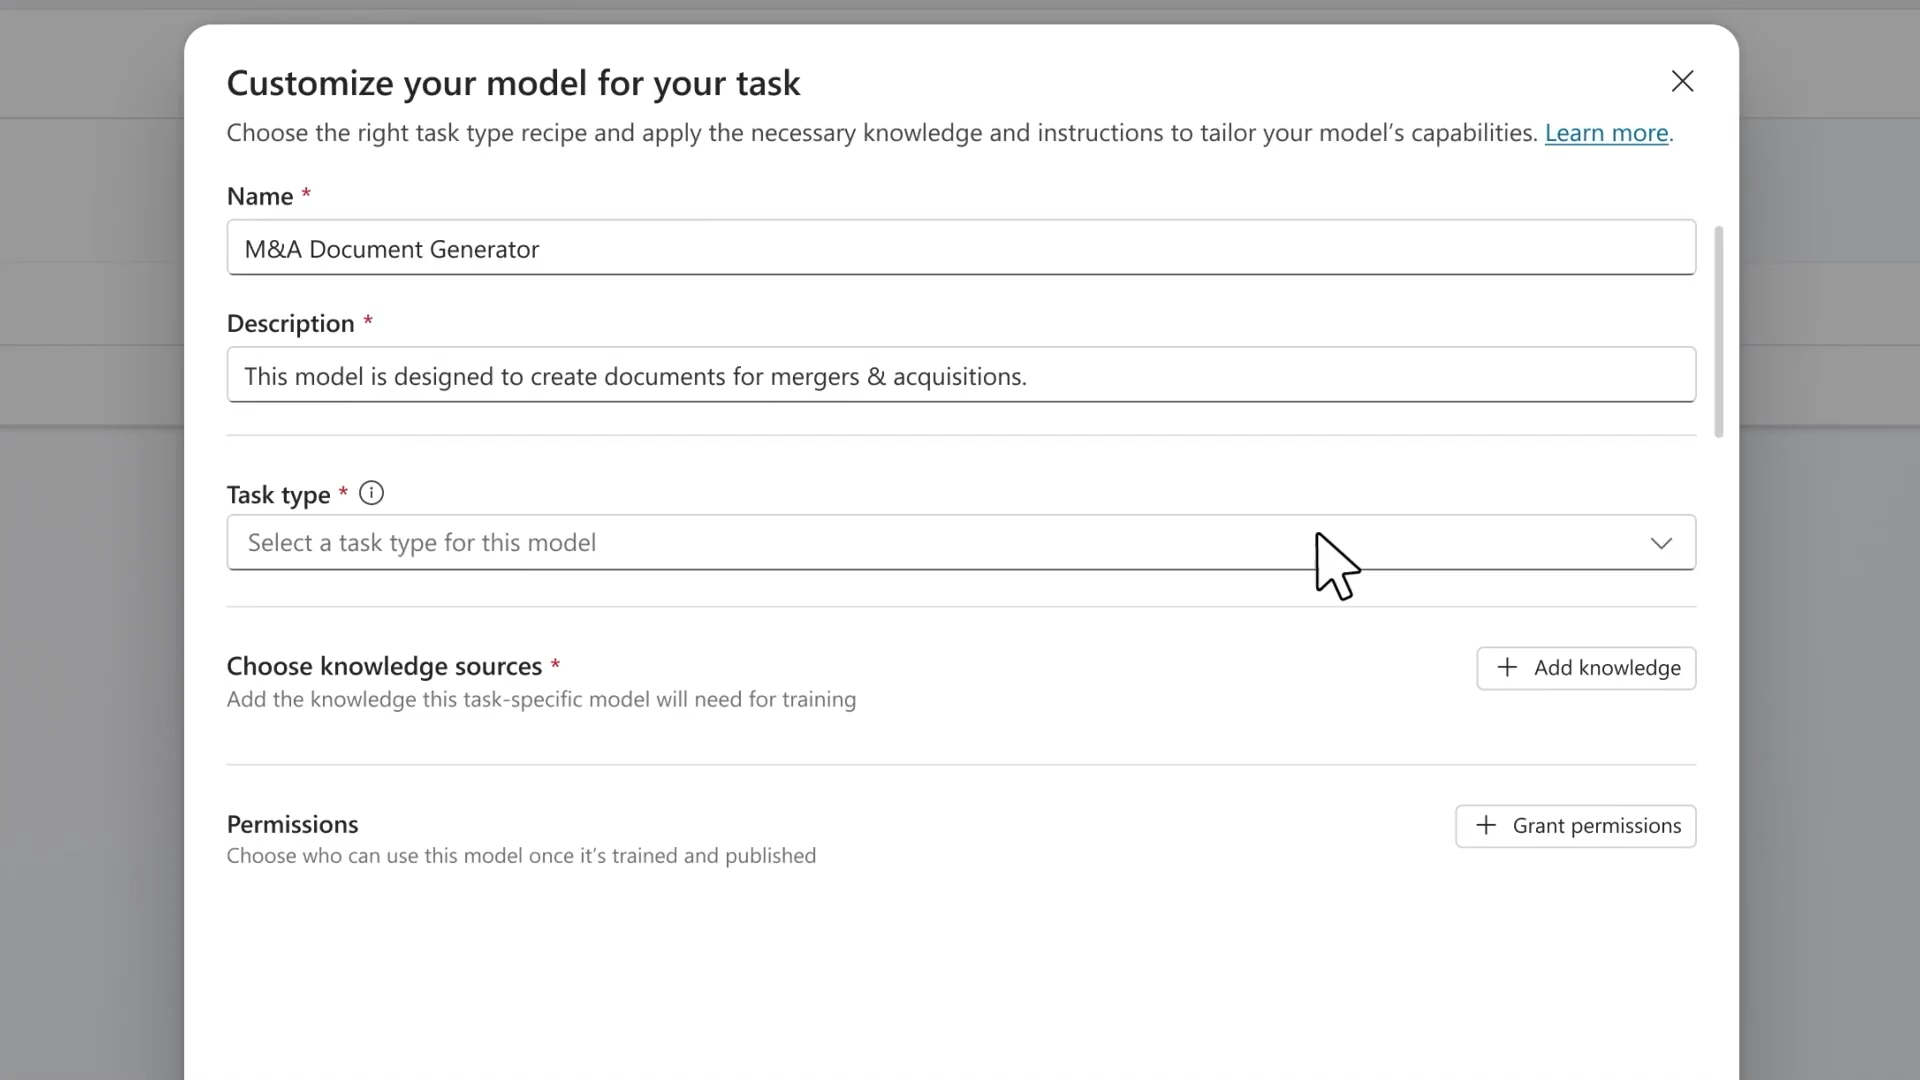 Customize your model for your task
Choose the right task type recipe and apply the necessary knowledge and instructions to tailor your model’s capabilities. Learn more.
Name *
M&A Document Generator
Description *
This model is designed to create documents for mergers & acquisitions.
Task type *
Select a task type for this model
Choose knowledge sources *
+ Add knowledge
Add the knowledge this task-specific model will need for training
Permissions
+ Grant permissions
Choose who can use this model once it’s trained and published